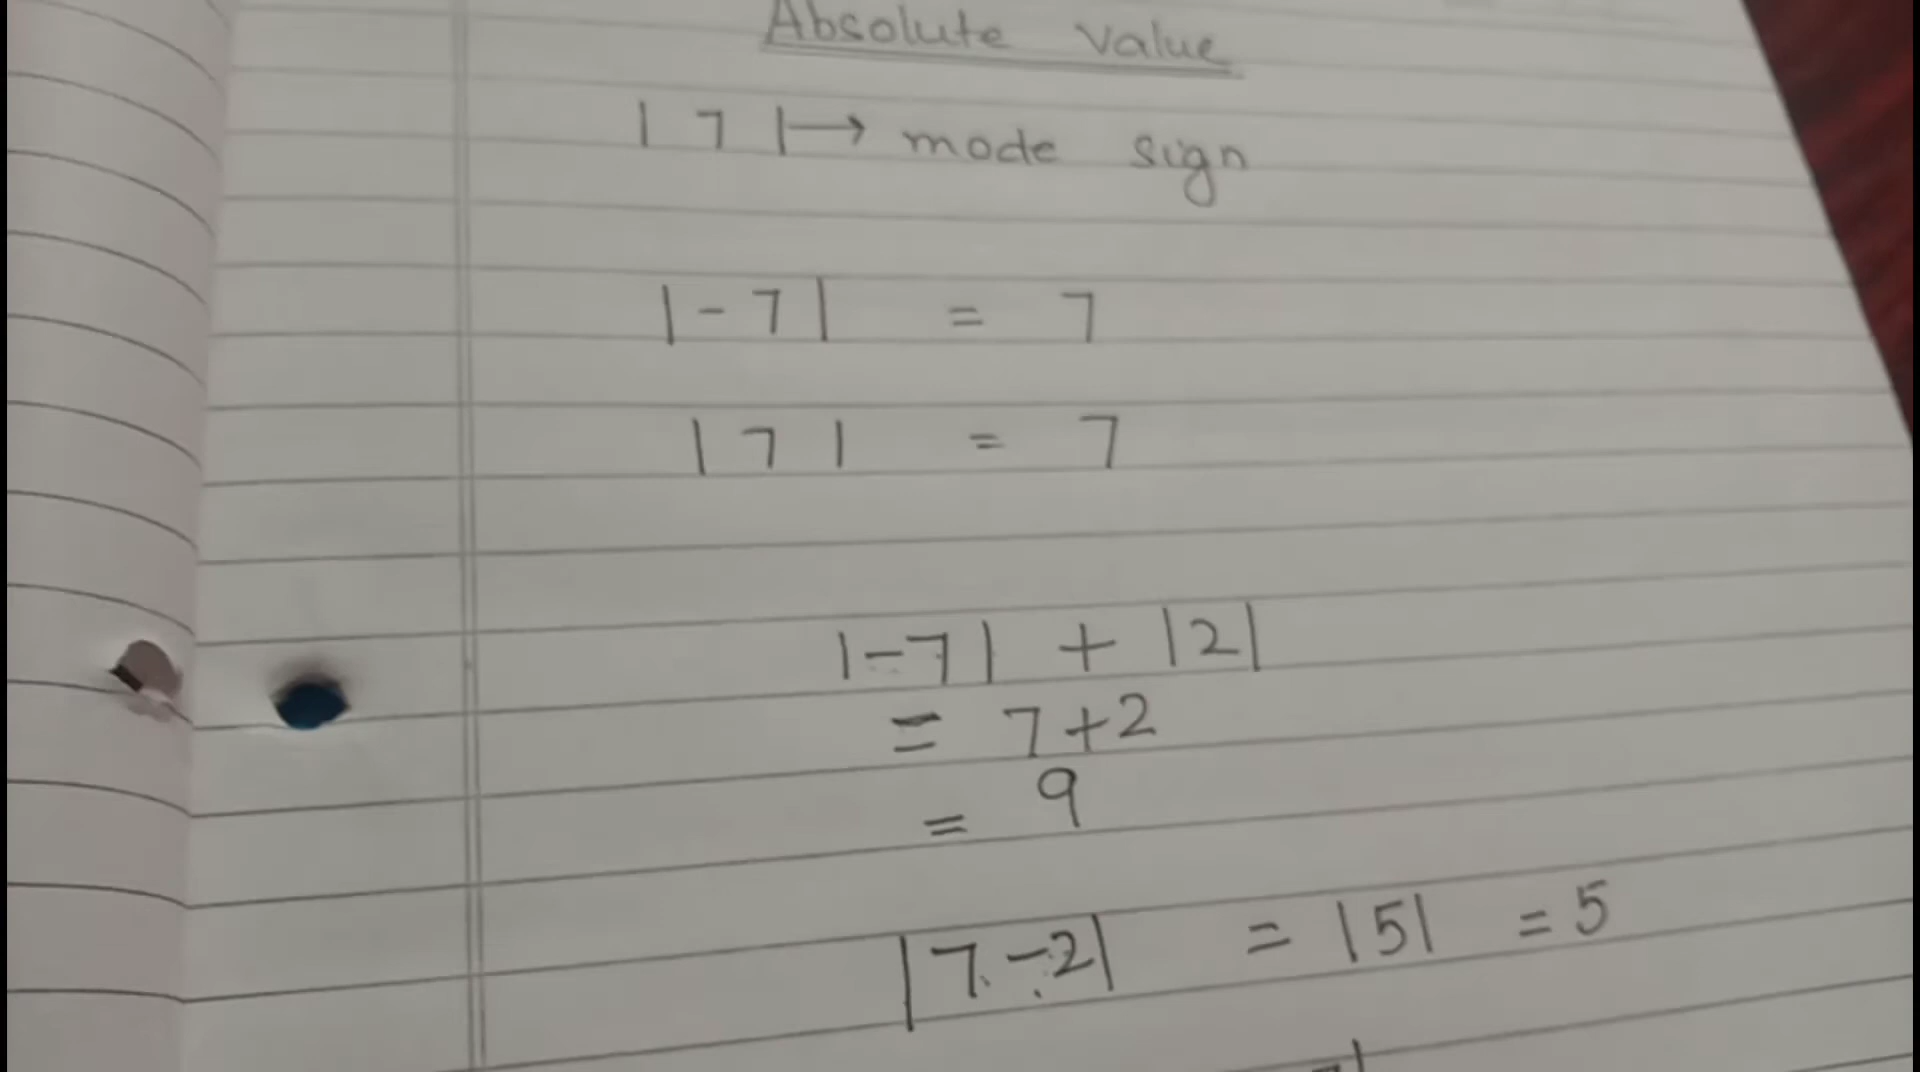 Absolute value
| 7 |→ mode sign
|-7| = 7
| 7 | = 7
|-7| + |2|
= 7+2
= 9
|7-2| = |5| = 5